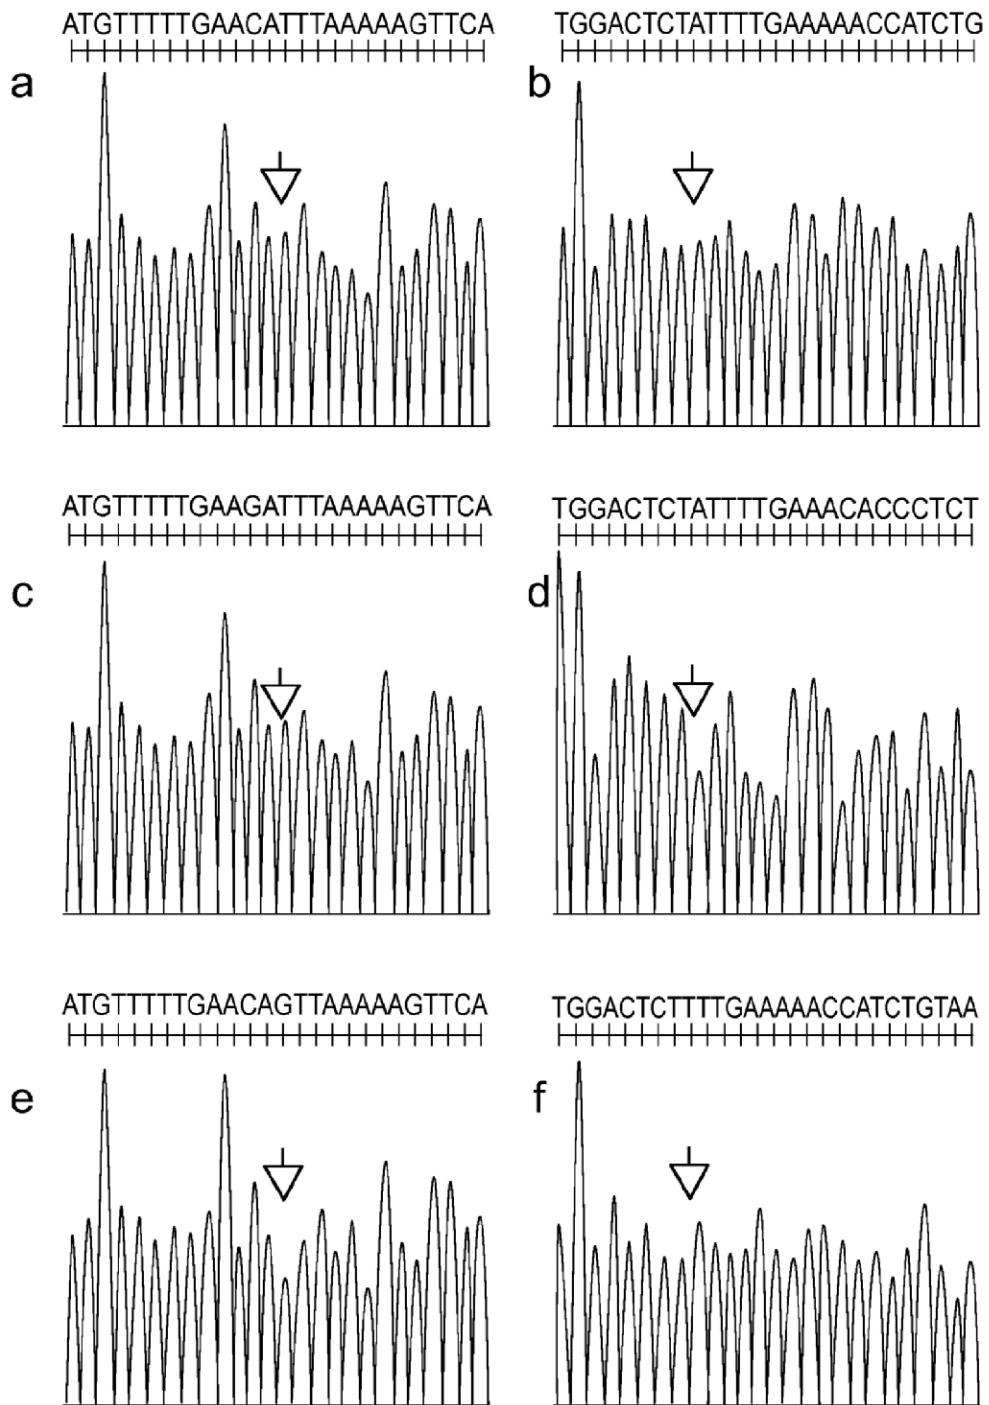 ATGTTTTTGAACATTTAAAAAGTTCA
TGGACTCTATTTTGAAAAACCATCTG
a
b
ATGTTTTTGAAGATTTAAAAAGTTCA
TGGACTCTATTTTGAAACACCCTCT
c
d
ATGTTTTTGAACAGTTAAAAAGTTCA
TGGACTCTTTTGAAAAACCATCTGTAA
e
f